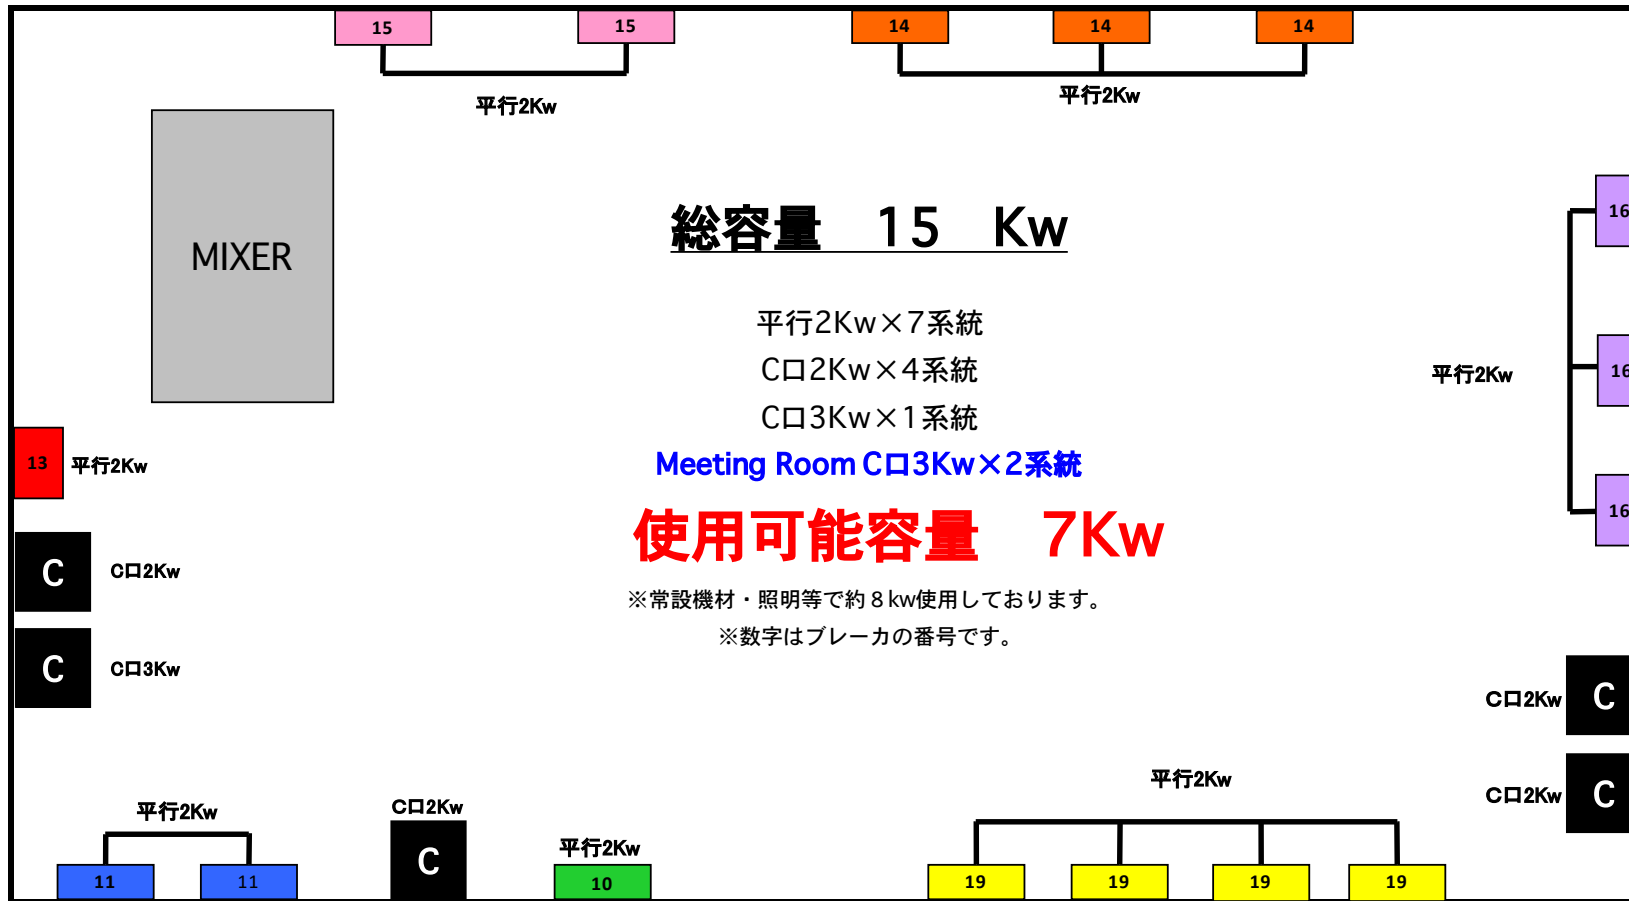 15
15
14
14
14
平行2Kw
平行2Kw
MIXER
総容量　15　Kw
16
平行2Kw×7系統
C口2Kw×4系統
平行2Kw
16
C口3Kw×1系統
13
平行2Kw
Meeting Room C口3Kw×2系統
使用可能容量　7Kw
16
C
C口2Kw
※常設機材・照明等で約８kw使用しております。
※数字はブレーカの番号です。
C
C口3Kw
C口2Kw
C
C口2Kw
C
平行2Kw
平行2Kw
C口2Kw
平行2Kw
C
11
11
10
19
19
19
19